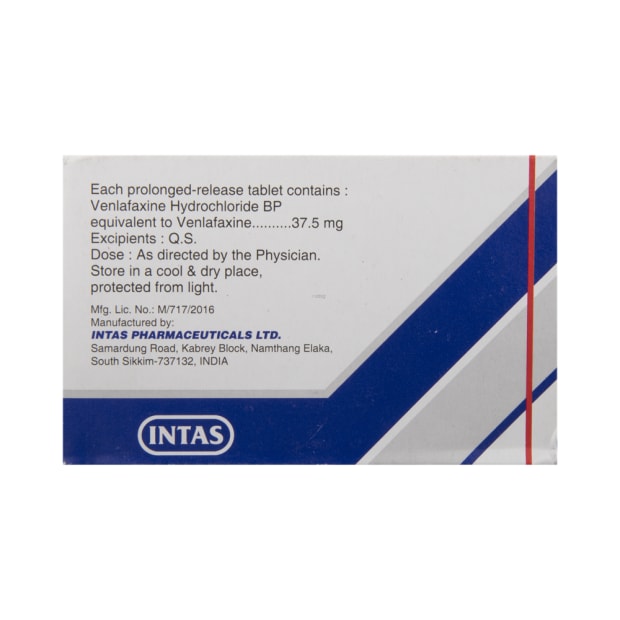 Each prolonged-release tablet contains :
Venlafaxine Hydrochloride BP
equivalent to Venlafaxine..........37.5 mg
Excipients : Q.S.
Dose : As directed by the Physician.
Store in a cool & dry place,
protected from light.
Mfg. Lic. No.: M/717/2016
Manufactured by:
INTAS PHARMACEUTICALS LTD.
Samardung Road, Kabrey Block, Namthang Elaka,
South Sikkim-737132, INDIA
INTAS